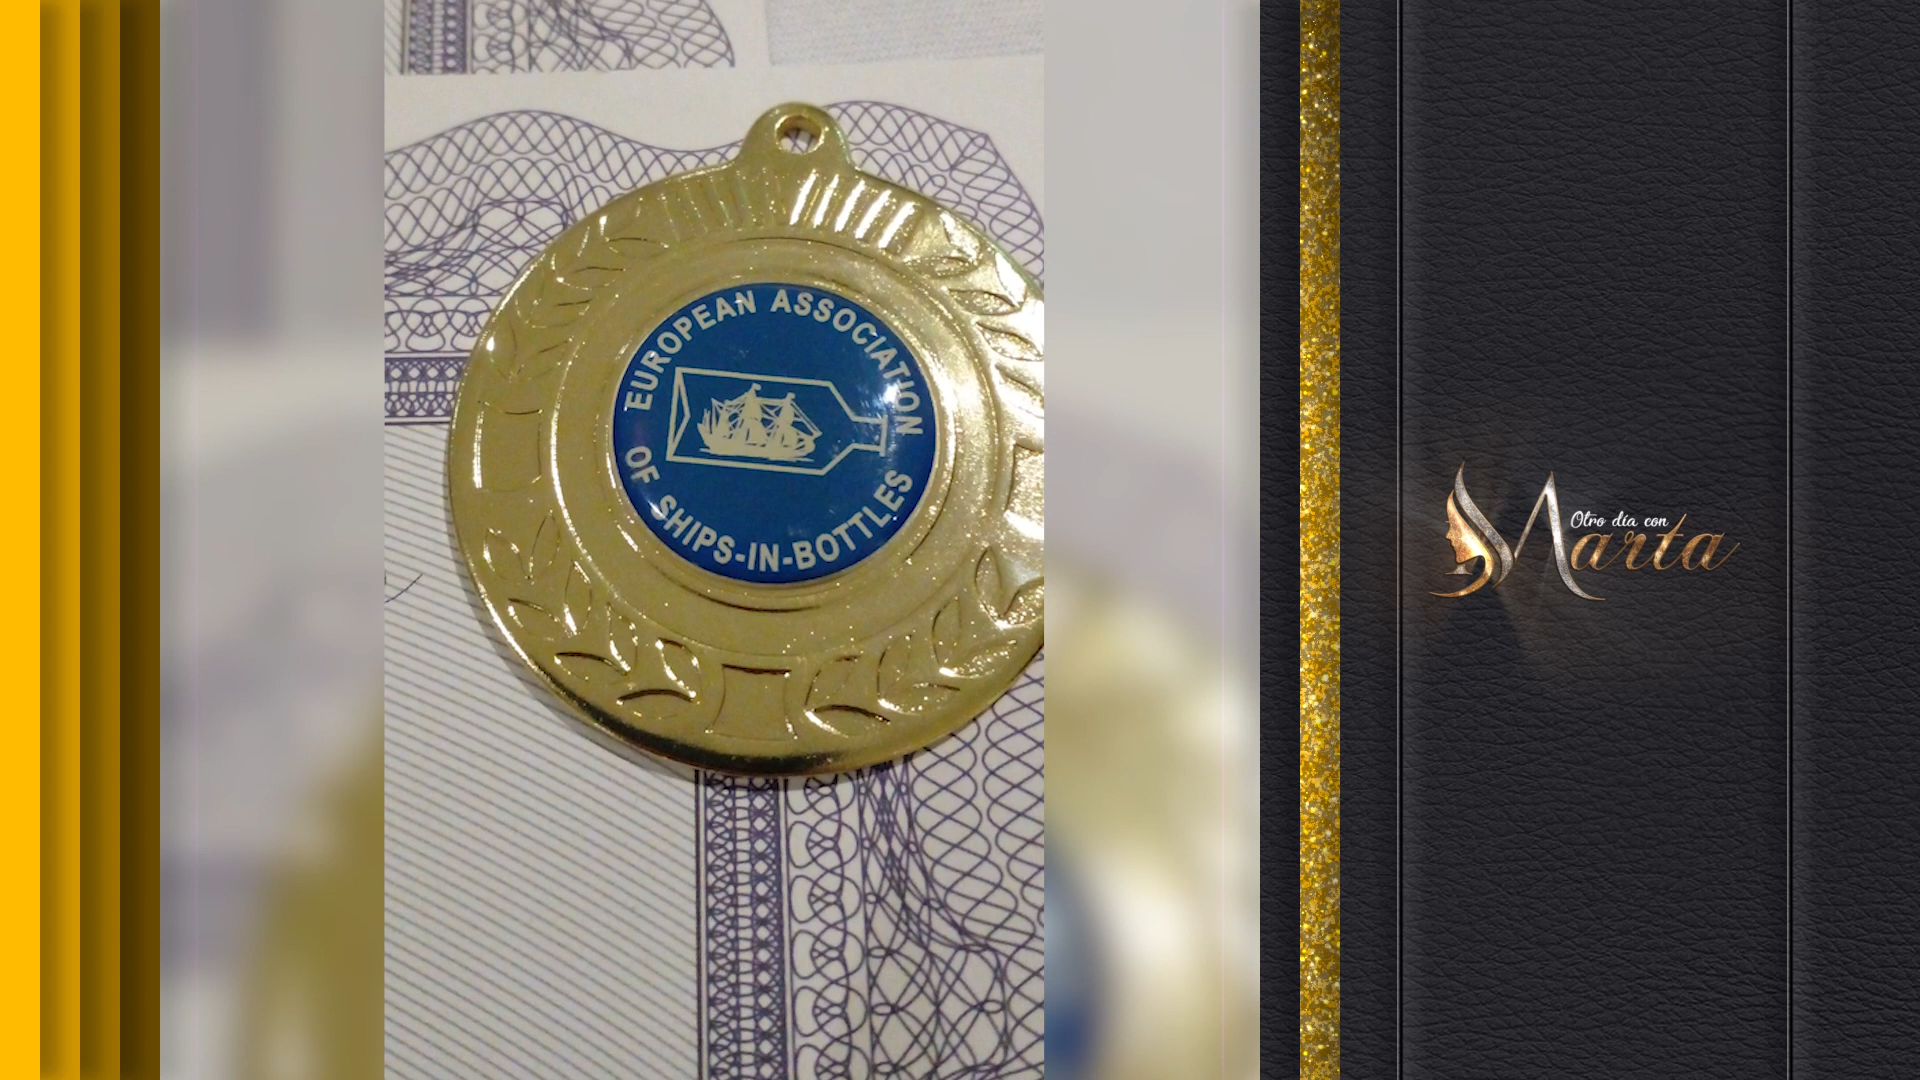 EUROPEAN ASSOCIATION
OF SHIPS-IN-BOTTLES
Otro día con
Marta